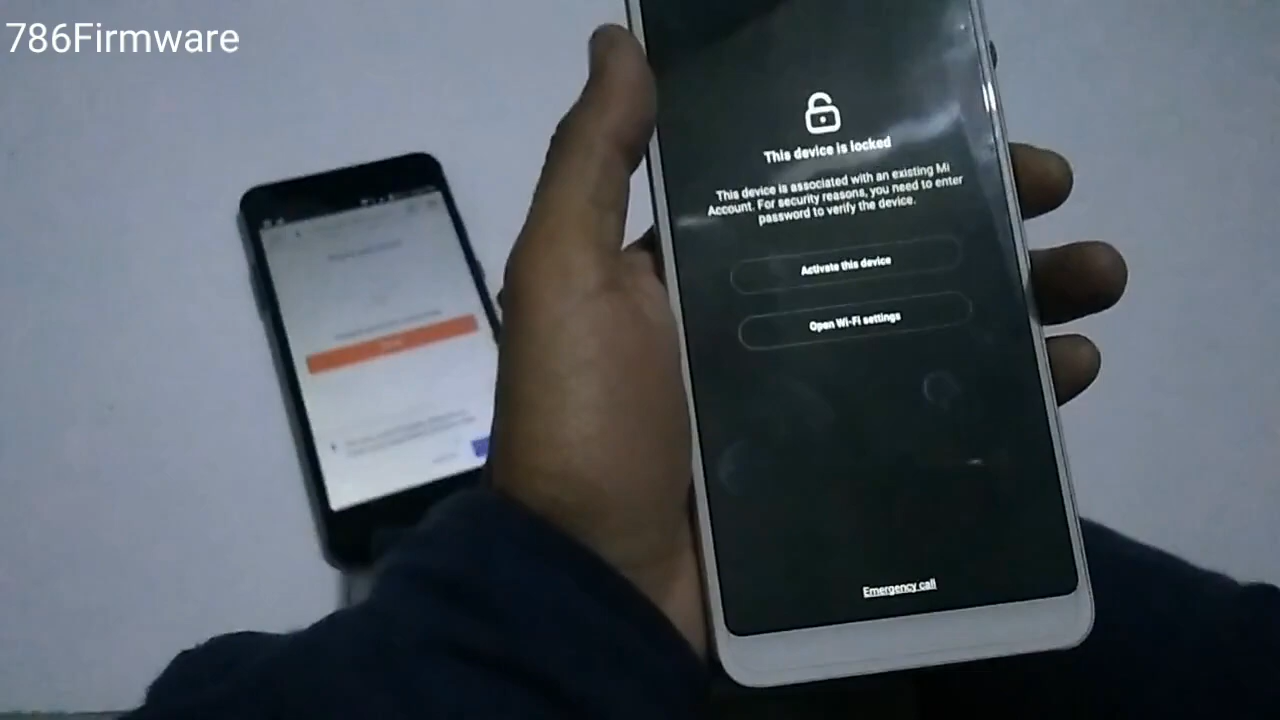 786Firmware
This device is locked
This device is associated with an existing Mi
Account. For security reasons, you need to enter
password to verify the device.
Activate this device
Open Wi-Fi settings
Emergency call